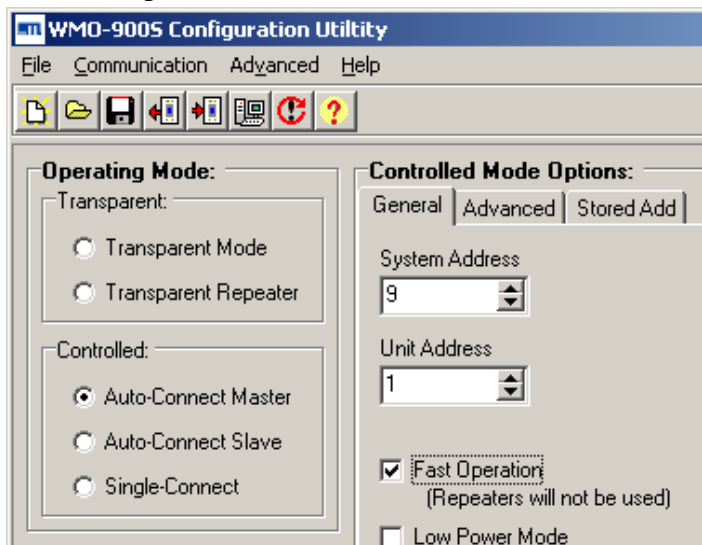 WMO-900S Configuration Utiltity
File Communication Advanced Help
Operating Mode:
Transparent:
Transparent Mode
Transparent Repeater
Controlled:
Auto-Connect Master
Auto-Connect Slave
Single-Connect
Controlled Mode Options:
General Advanced Stored Add
System Address
9
Unit Address
1
Fast Operation
(Repeaters will not be used)
Low Power Mode